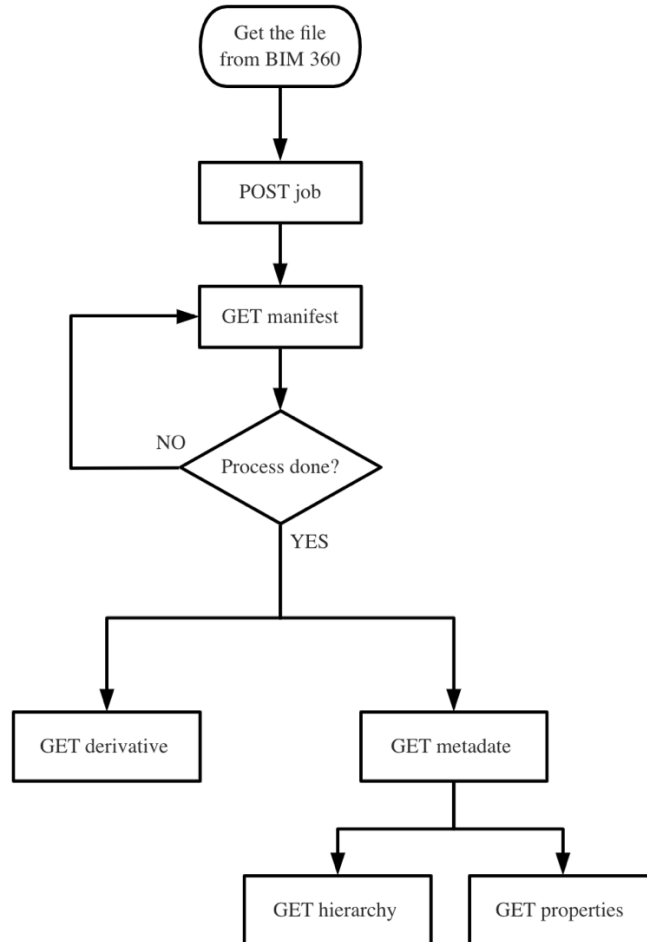 Get the file
from BIM 360
POST job
GET manifest
NO
Process done?
YES
GET derivative
GET metadate
GET hierarchy
GET properties